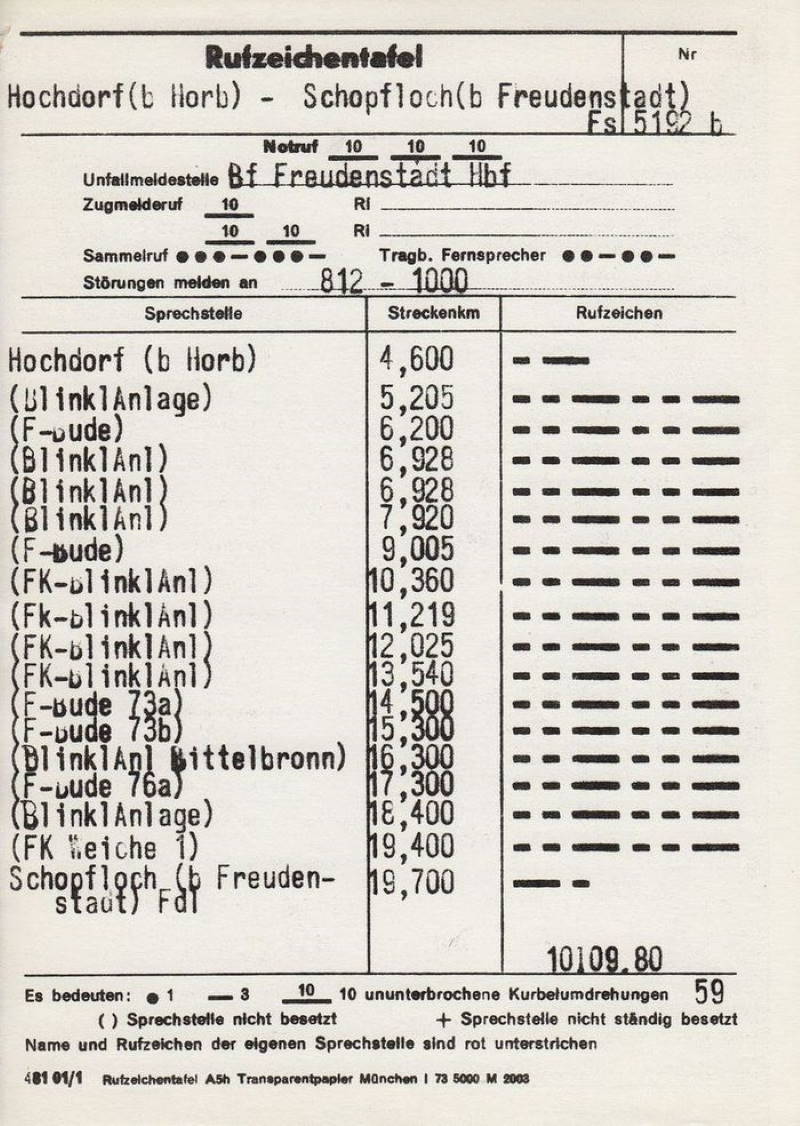 Rufzeichentafel Nr
Hochdorf(b Horb) - Schopfloch(b Freudenstadt)
Fs 5192 b
Notruf 10 10 10
Unfallmeldestelle Bf Freudenstadt Hbf
Zugmelderuf 10 RI
10 10 RI
Sammelruf ●●●—●●●— Tragb. Fernsprecher ●●—●●—
Störungen melden an 812 - 1000
Sprechstelle Streckenkm Rufzeichen
Hochdorf (b Horb) 4,600 - —
(BlinklAnlage) 5,205 - - — - - —
(F-Bude) 6,200 - - — - - —
(BlinklAnl) 6,928 - - — - - —
(BlinklAnl) 6,928 - - — - - —
(BlinklAnl) 7,920 - - — - - —
(F-Bude) 9,005 - - — - - —
(FK-BlinklAnl) 10,360 - - — - - —
(Fk-BlinklAnl) 11,219 - - — - - —
(FK-BlinklAnl) 12,025 - - — - - —
(FK-BlinklAnl) 13,540 - - — - - —
(F-Bude 73a) 14,500 - - — - - —
(F-Bude 73b) 15,300 - - — - - —
(BlinklAnl Bittelbronn) 16,300 - - — - - —
(F-Bude 76a) 17,300 - - — - - —
(BlinklAnlage) 18,400 - - — - - —
(FK Weiche 1) 19,400 - - — - - —
Schopfloch (b Freuden- 19,700 — -
stadt) Fdl
10109.80
Es bedeuten: ● 1 — 3 10 10 ununterbrochene Kurbelumdrehungen 59
( ) Sprechstelle nicht besetzt + Sprechstelle nicht ständig besetzt
Name und Rufzeichen der eigenen Sprechstelle sind rot unterstrichen
481 01/1 Rufzeichentafel A5h Transparentpapier München I 73 5000 M 2003